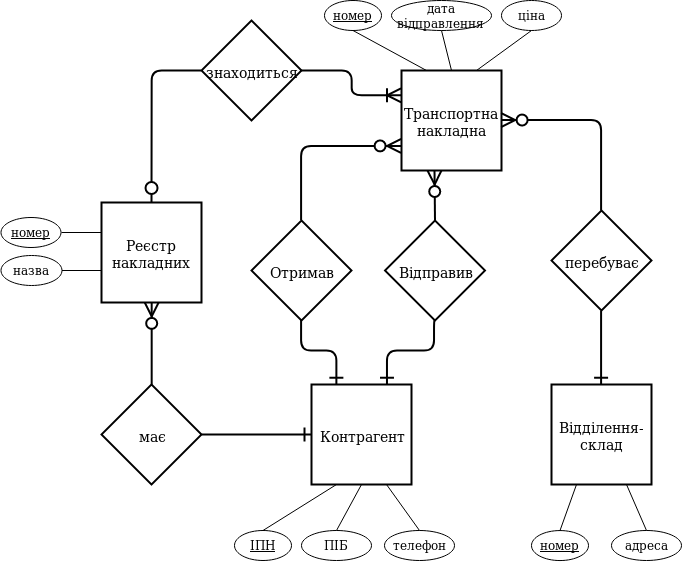 номер
дата
відправлення
ціна
знаходиться
Транспортна
накладна
номер
назва
Реєстр
накладних
Отримав
Відправив
перебуває
має
Контрагент
Відділення-
склад
ІПН
ПІБ
телефон
номер
адреса